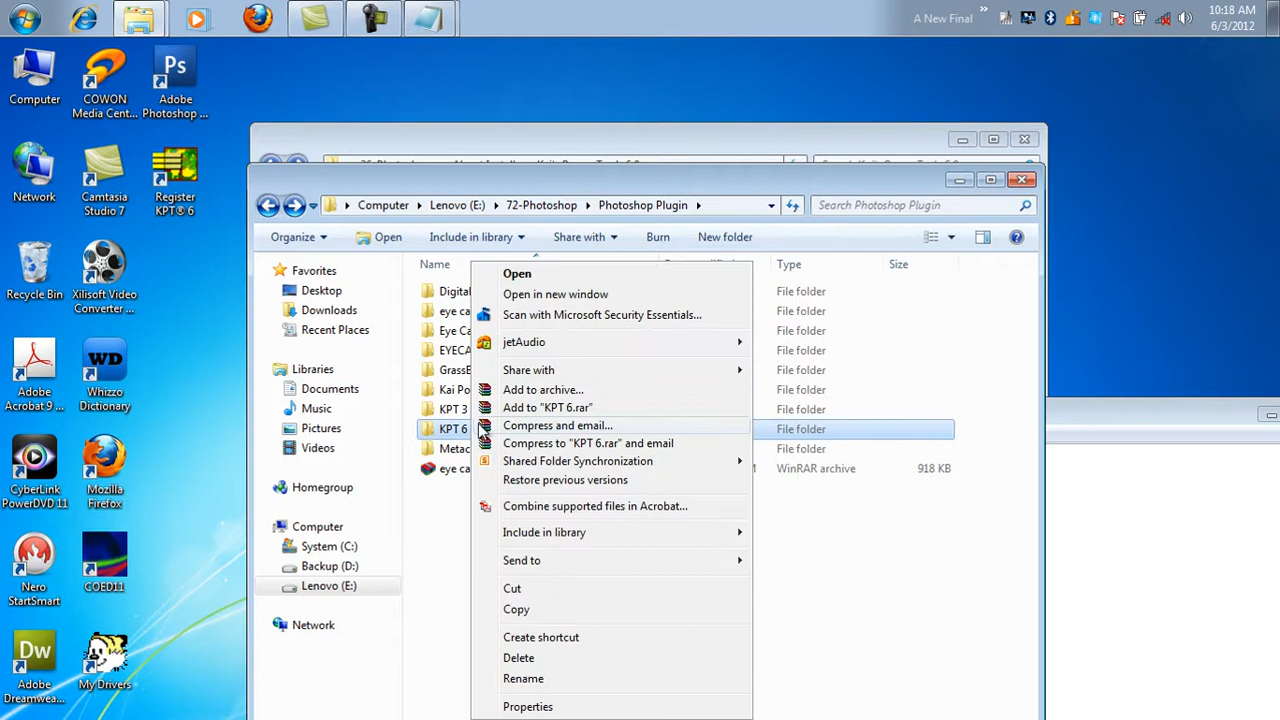 A New Final
»
10:18 AM
6/3/2012
Computer
COWON Media Cent...
Adobe Photoshop ...
Network
Camtasia Studio 7
Register KPT® 6
Recycle Bin
Xilisoft Video Converter ...
Adobe Acrobat 9 ...
Whizzo Dictionary
CyberLink PowerDVD 11
Mozilla Firefox
Nero StartSmart
COED11
Adobe Dreamwea...
My Drivers
Computer
Lenovo (E:)
72-Photoshop
Photoshop Plugin
Search Photoshop Plugin
Organize
Open
Include in library
Share with
Burn
New folder
Favorites
Desktop
Downloads
Recent Places
Libraries
Documents
Music
Pictures
Videos
Homegroup
Computer
System (C:)
Backup (D:)
Lenovo (E:)
Network
Name
Type
Size
Digital
File folder
eye ca
File folder
Eye Ca
File folder
EYECA
File folder
GrassE
File folder
Kai Po
File folder
KPT 3
File folder
KPT 6
File folder
Metac
File folder
eye ca
WinRAR archive
918 KB
Open
Open in new window
Scan with Microsoft Security Essentials...
jetAudio
Share with
Add to archive...
Add to "KPT 6.rar"
Compress and email...
Compress to "KPT 6.rar" and email
Shared Folder Synchronization
Restore previous versions
Combine supported files in Acrobat...
Include in library
Send to
Cut
Copy
Create shortcut
Delete
Rename
Properties